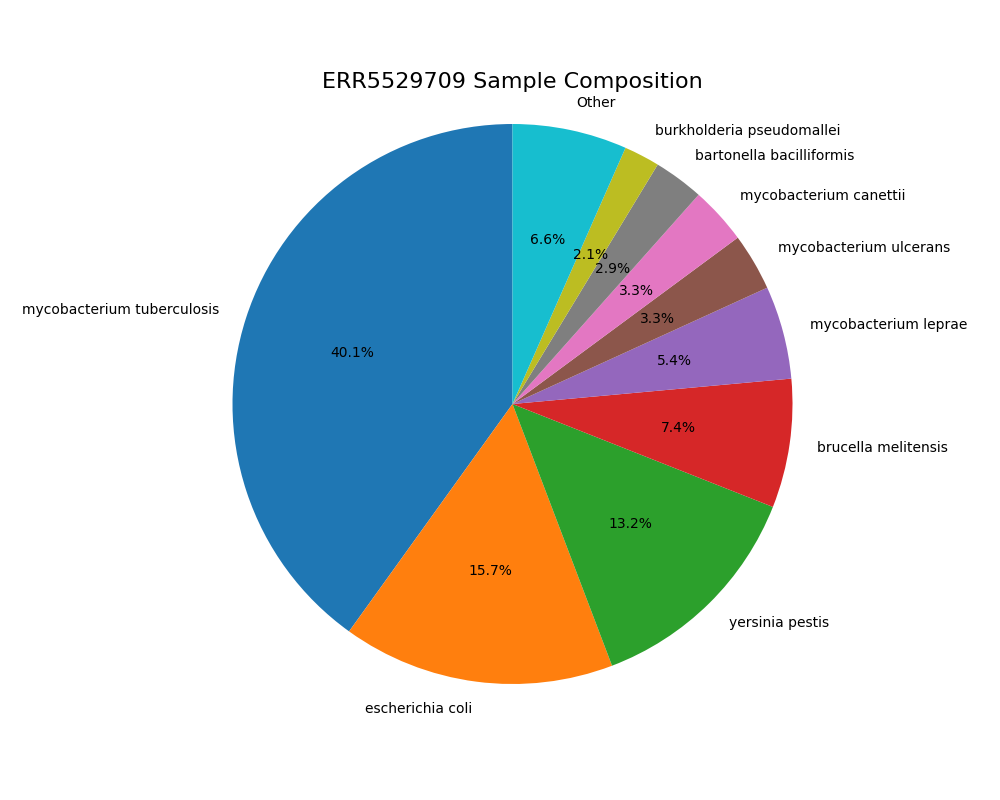 ERR5529709 Sample Composition
Other
burkholderia pseudomallei
bartonella bacilliformis
mycobacterium canettii
mycobacterium ulcerans
mycobacterium leprae
brucella melitensis
yersinia pestis
escherichia coli
mycobacterium tuberculosis
6.6%
2.1%
2.9%
3.3%
3.3%
5.4%
7.4%
13.2%
15.7%
40.1%